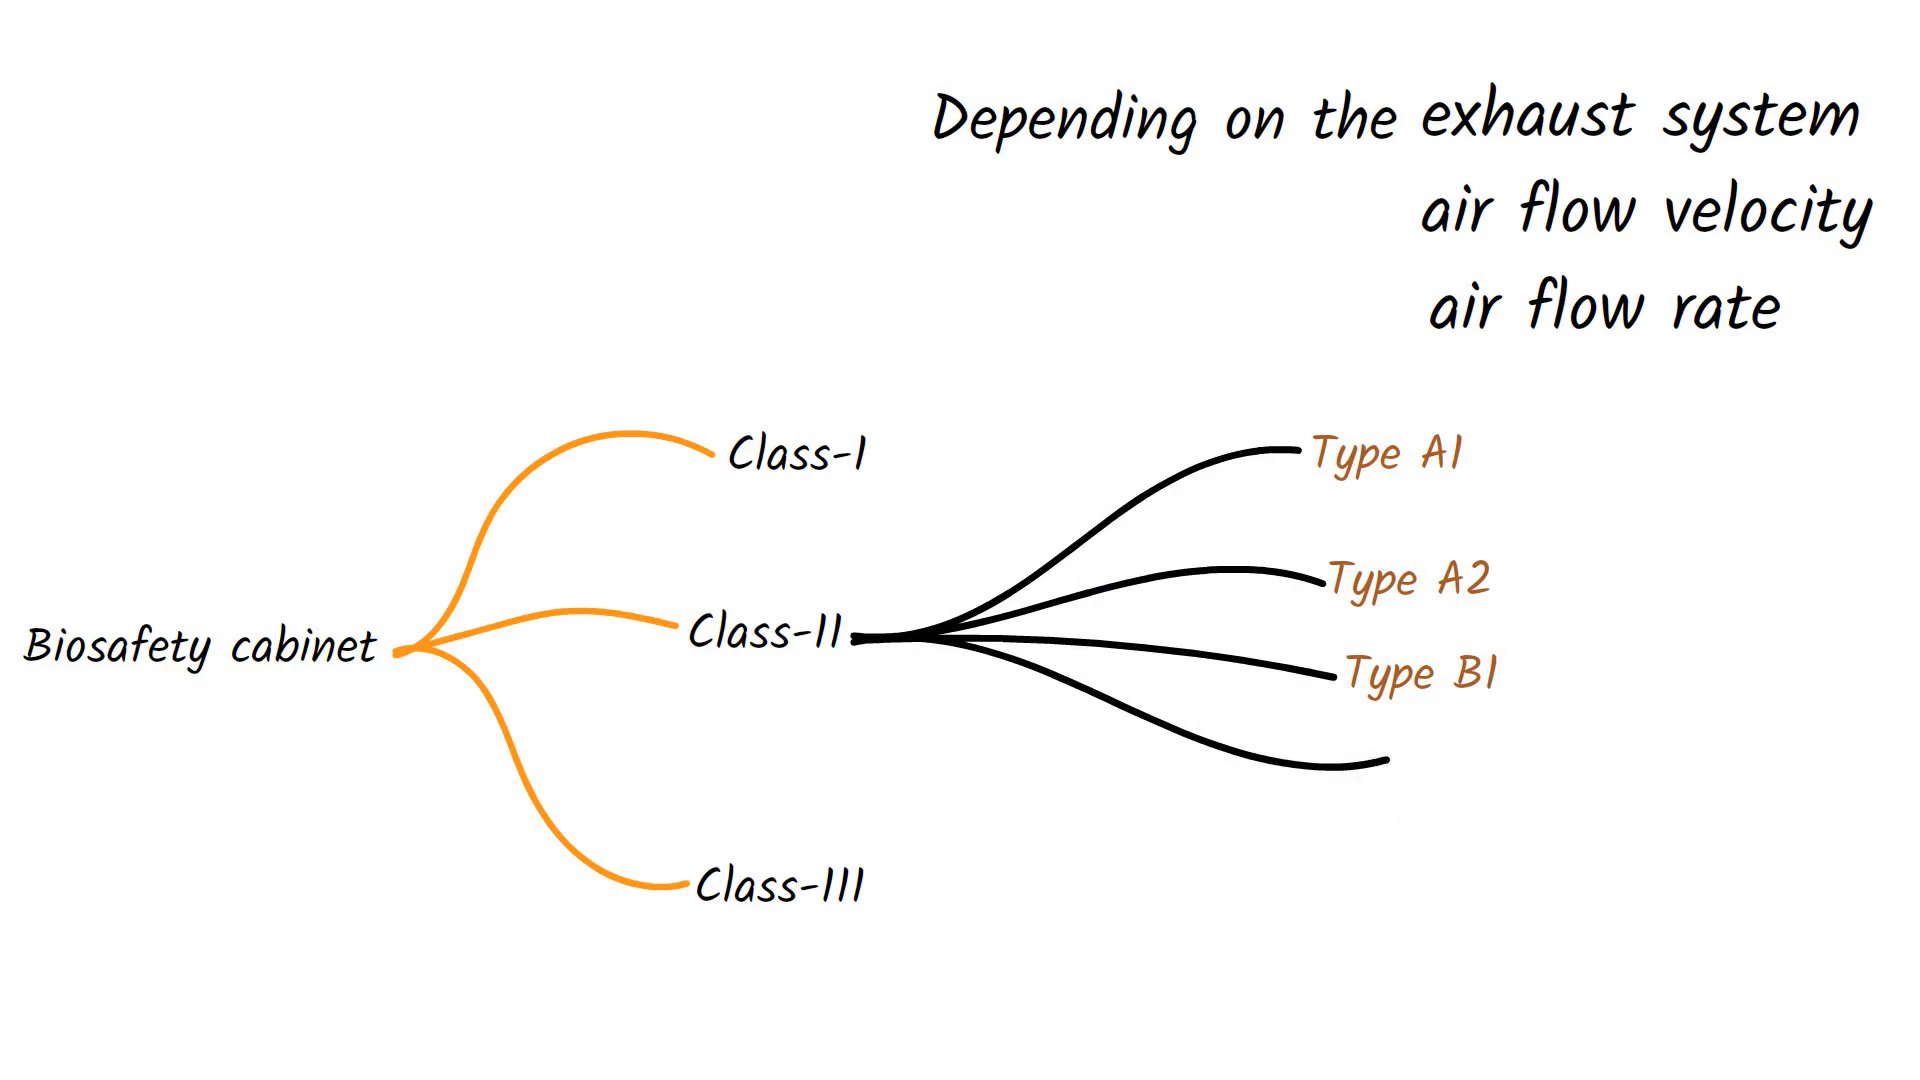 Depending on the exhaust system
air flow velocity
air flow rate
Class-I
Type A1
Type A2
Biosafety cabinet
Class-II
Type B1
Class-III